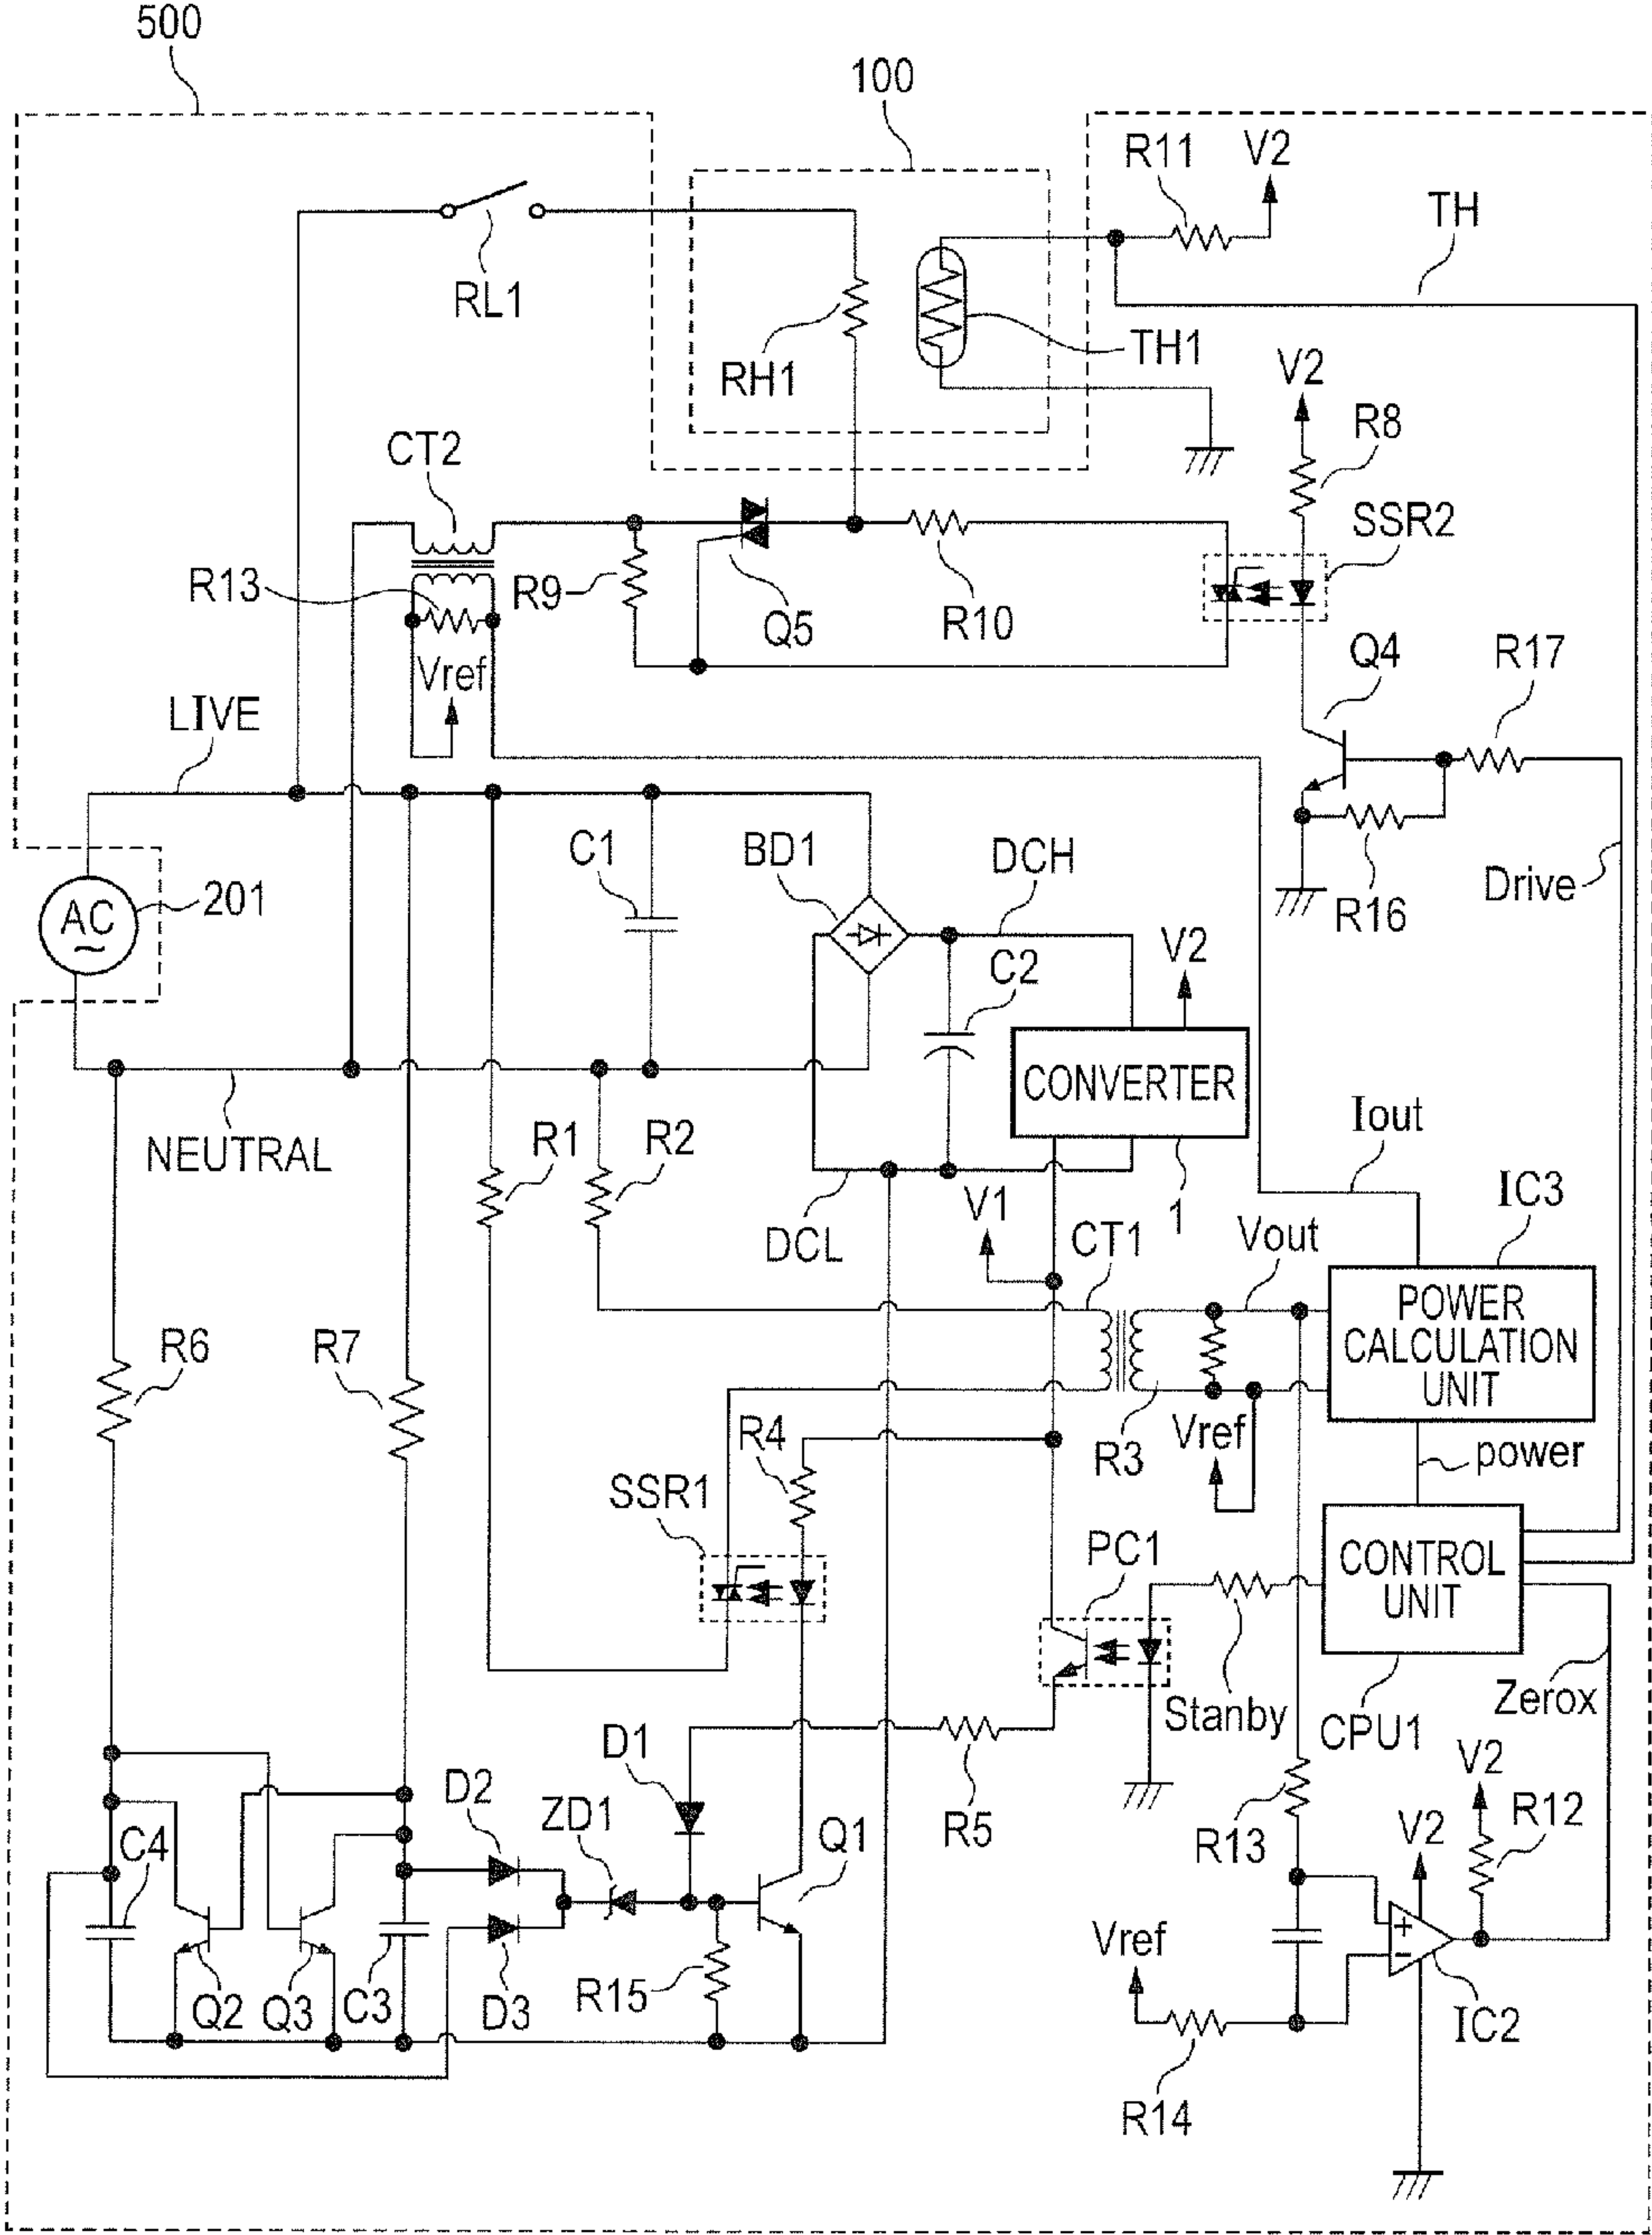 500
100
R11
V2
TH
RL1
RH1
TH1
V2
R8
CT2
SSR2
R13
R9
Q5
R10
Q4
R17
Vref
LIVE
C1
BD1
DCH
Drive
R16
AC
~
201
V2
C2
CONVERTER
NEUTRAL
R1
R2
Iout
V1
1
IC3
DCL
CT1
Vout
R6
R7
POWER
CALCULATION
UNIT
R4
R3
Vref
power
SSR1
PC1
CONTROL
UNIT
Stanby
Zerox
CPU1
D1
V2
D2
ZD1
R5
R13
R12
C4
Q1
V2
Vref
+
-
Q2
Q3
C3
D3
R15
IC2
R14